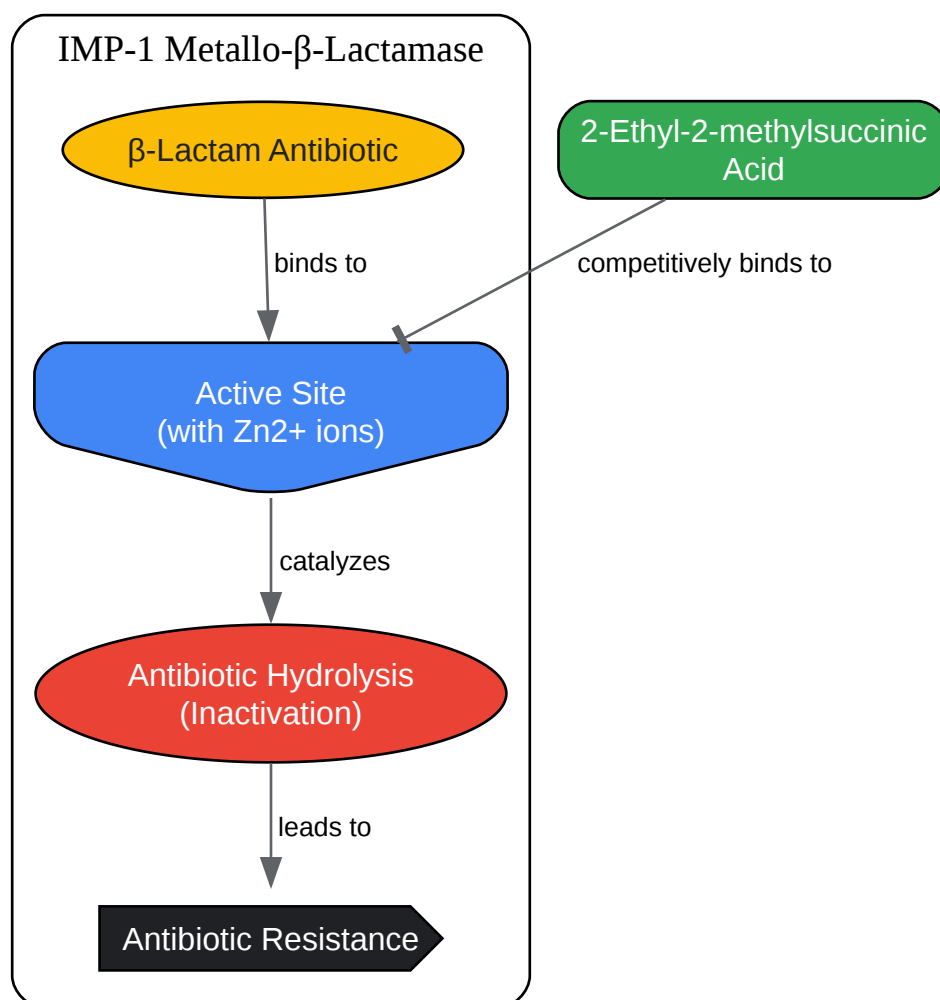 IMP-1 Metallo-β-Lactamase
β-Lactam Antibiotic
2-Ethyl-2-methylsuccinic
Acid
binds to
competitively binds to
Active Site
(with Zn2+ ions)
catalyzes
Antibiotic Hydrolysis
(Inactivation)
leads to
Antibiotic Resistance